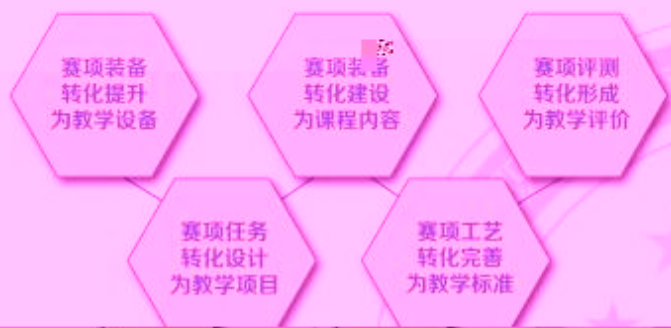 赛项装备
转化提升
为教学设备
赛项装备
转化建设
为课程内容
赛项评测
转化形成
为教学评价
赛项任务
转化设计
为教学项目
赛项工艺
转化完善
为教学标准